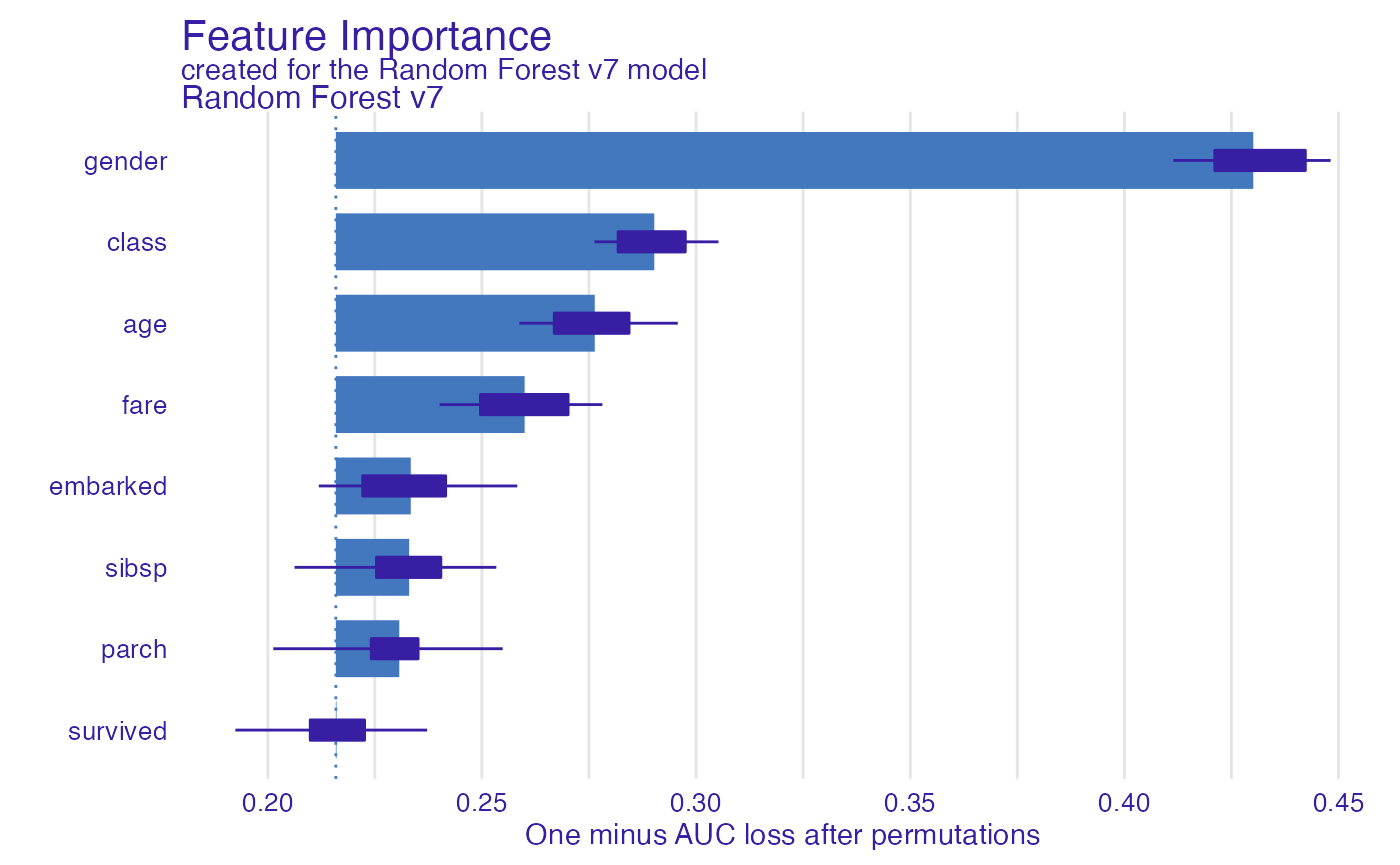 Feature Importance
created for the Random Forest v7 model
Random Forest v7
gender
class
age
fare
embarked
sibsp
parch
survived
0.20 0.25 0.30 0.35 0.40 0.45
One minus AUC loss after permutations